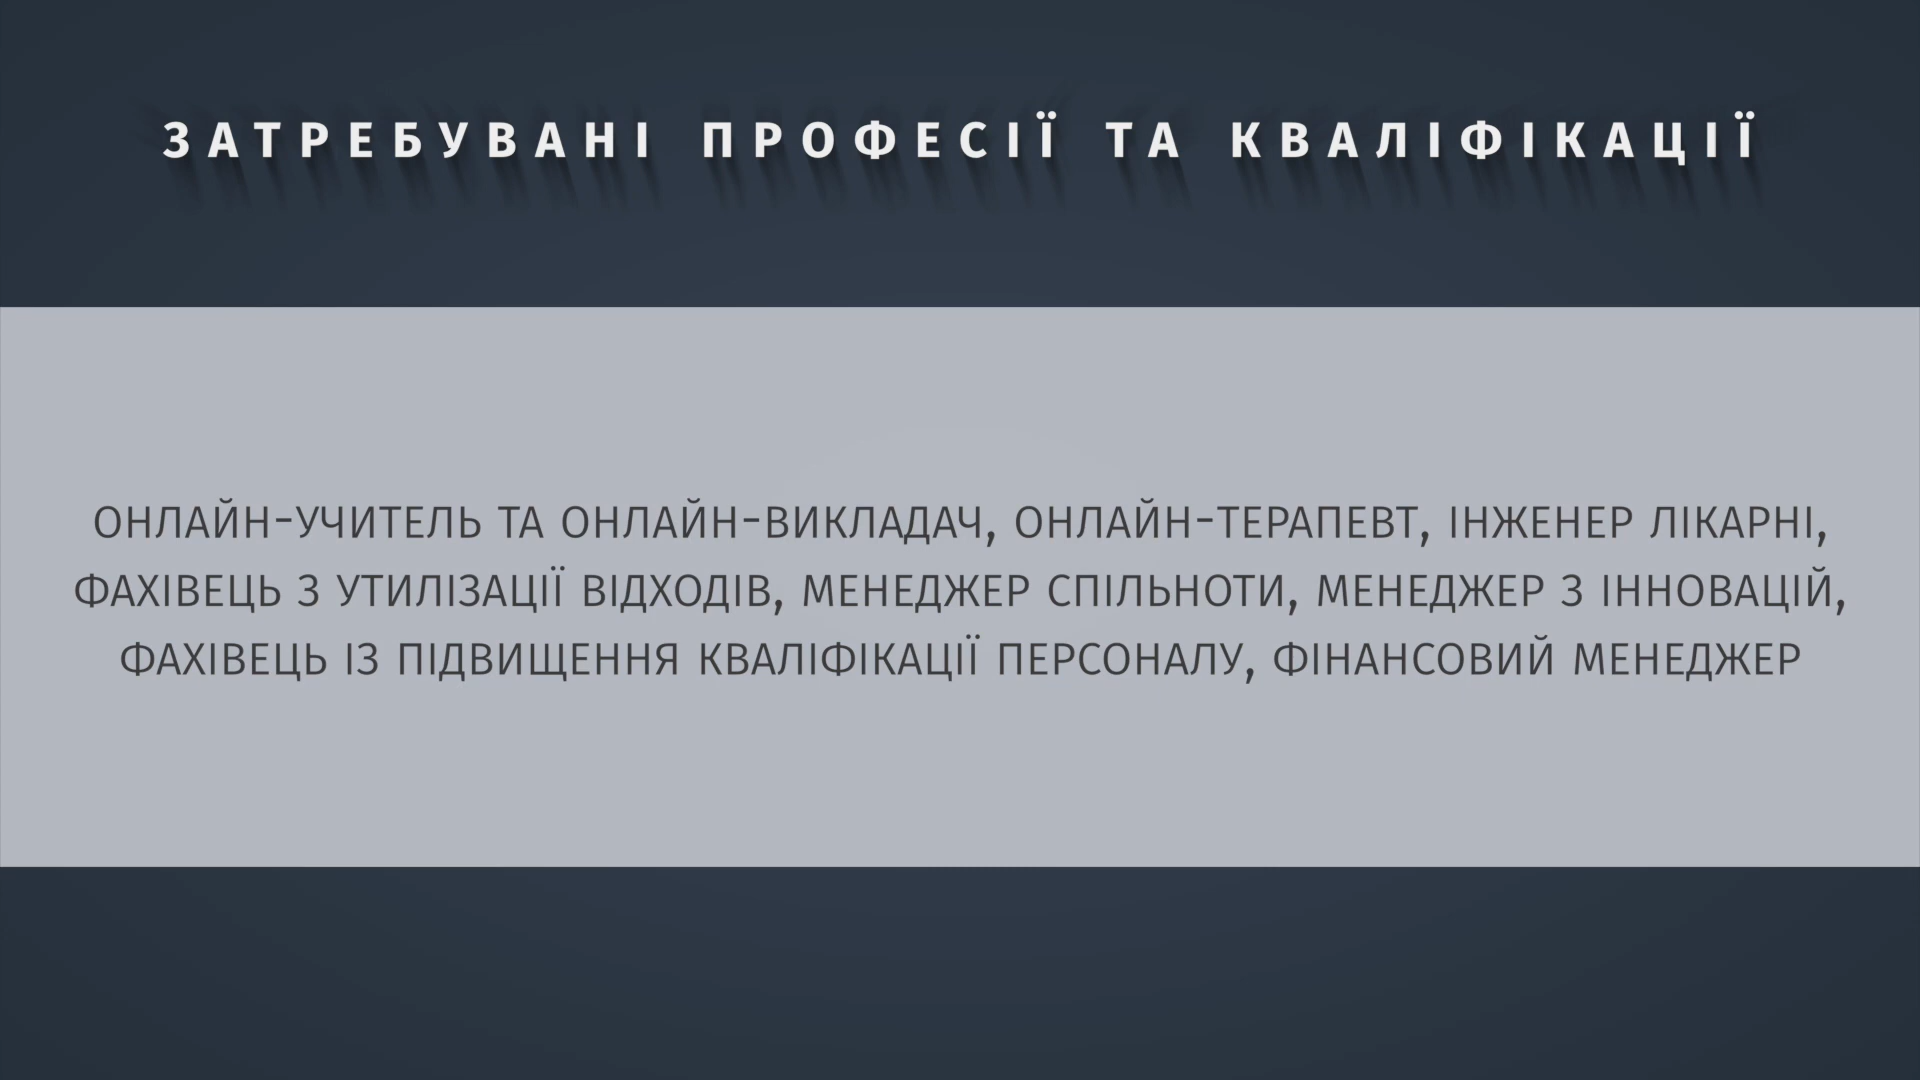 ЗАТРЕБУВАНІ ПРОФЕСІЇ ТА КВАЛІФІКАЦІЇ
ОНЛАЙН-УЧИТЕЛЬ ТА ОНЛАЙН-ВИКЛАДАЧ, ОНЛАЙН-ТЕРАПЕВТ, ІНЖЕНЕР ЛІКАРНІ,
ФАХІВЕЦЬ З УТИЛІЗАЦІЇ ВІДХОДІВ, МЕНЕДЖЕР СПІЛЬНОТИ, МЕНЕДЖЕР З ІННОВАЦІЙ,
ФАХІВЕЦЬ ІЗ ПІДВИЩЕННЯ КВАЛІФІКАЦІЇ ПЕРСОНАЛУ, ФІНАНСОВИЙ МЕНЕДЖЕР